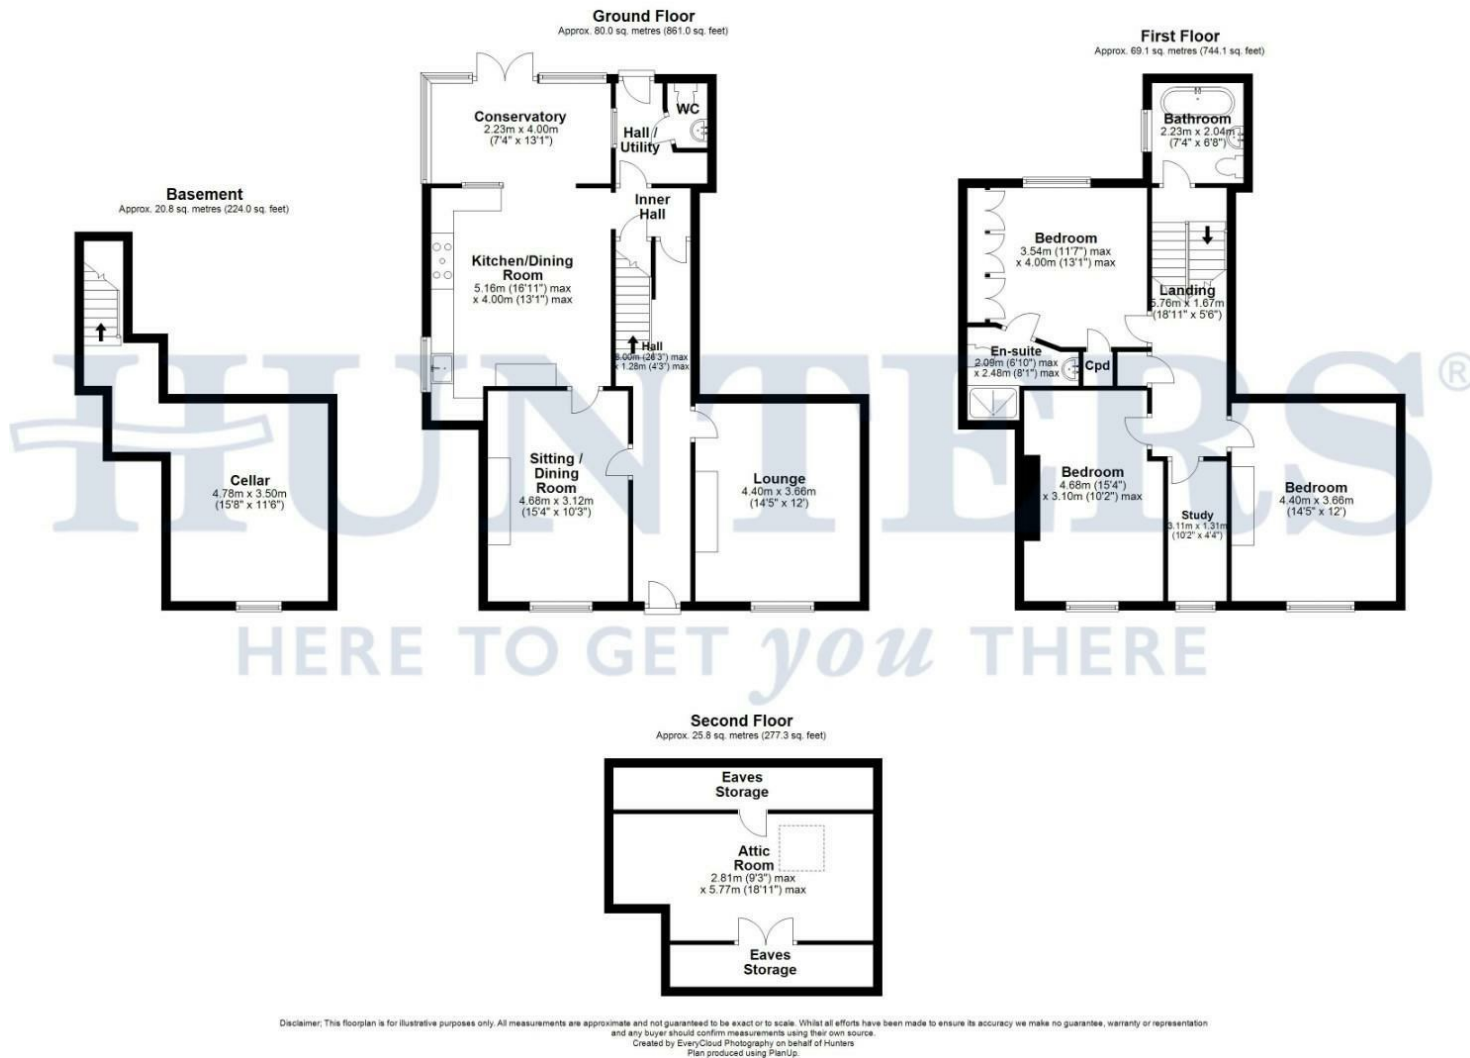 Ground Floor
Approx. 80.0 sq. metres (861.0 sq. feet)
Conservatory
2.23m x 4.00m
(7'4" x 13'1")
Hall /
Utility
WC
Inner
Hall
Kitchen/Dining
Room
5.16m (16'11") max
x 4.00m (13'1") max
Hall
8.00m (26'3") max
x 1.28m (4'3") max
Sitting /
Dining
Room
4.68m x 3.12m
(15'4" x 10'3")
Lounge
4.40m x 3.66m
(14'5" x 12')
First Floor
Approx. 69.1 sq. metres (744.1 sq. feet)
Bathroom
2.23m x 2.04m
(7'4" x 6'8")
Bedroom
3.54m (11'7") max
x 4.00m (13'1") max
Landing
5.76m x 1.67m
(18'11" x 5'6")
En-suite
2.09m (6'10") max
x 2.48m (8'1") max
Cpd
Bedroom
4.68m (15'4")
x 3.10m (10'2") max
Study
3.11m x 1.31m
(10'2" x 4'4")
Bedroom
4.40m x 3.66m
(14'5" x 12')
Basement
Approx. 20.8 sq. metres (224.0 sq. feet)
Cellar
4.78m x 3.50m
(15'8" x 11'6")
HUNTERS®
HERE TO GET you THERE
Second Floor
Approx. 25.8 sq. metres (277.3 sq. feet)
Eaves
Storage
Attic
Room
2.81m (9'3") max
x 5.77m (18'11") max
Eaves
Storage
Disclaimer; This floorplan is for illustrative purposes only. All measurements are approximate and not guaranteed to be exact or to scale. Whilst all efforts have been made to ensure its accuracy we make no guarantee, warranty or representation
and any buyer should confirm measurements using their own source.
Created by EveryCloud Photography on behalf of Hunters
Plan produced using PlanUp.